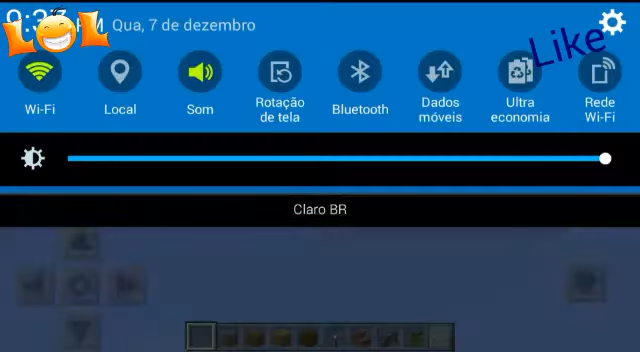 LOL
Qua, 7 de dezembro
Like
Wi-Fi
Local
Som
Rotação
de tela
Bluetooth
Dados
móveis
Ultra
economia
Rede
Wi-Fi
Claro BR